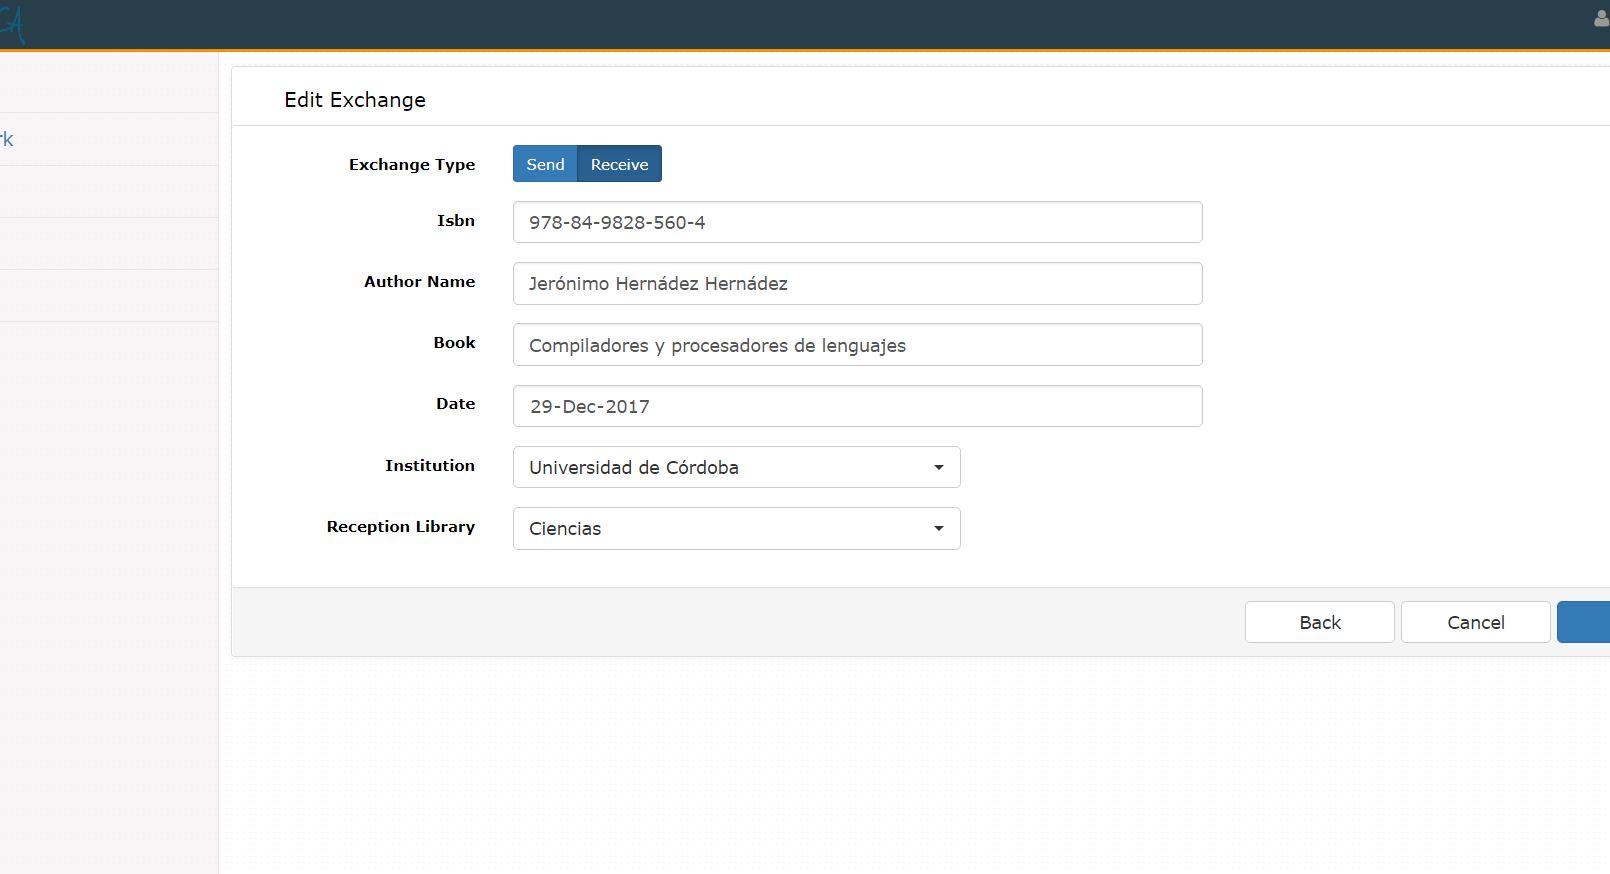 CA
rk
Edit Exchange
Exchange Type
Send Receive
Isbn
978-84-9828-560-4
Author Name
Jerónimo Hernádez Hernádez
Book
Compiladores y procesadores de lenguajes
Date
29-Dec-2017
Institution
Universidad de Córdoba
Reception Library
Ciencias
Back Cancel